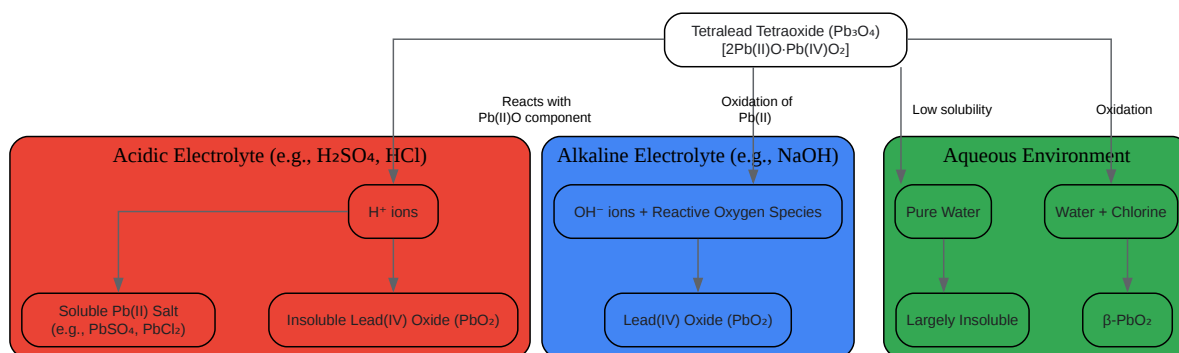 Tetralead Tetraoxide (Pb₃O₄)
[2Pb(II)O·Pb(IV)O₂]
Reacts with
Pb(II)O component
Oxidation of
Pb(II)
Low solubility
Oxidation
Acidic Electrolyte (e.g., H₂SO₄, HCl)
Alkaline Electrolyte (e.g., NaOH)
Aqueous Environment
H⁺ ions
OH⁻ ions + Reactive Oxygen Species
Pure Water
Water + Chlorine
Soluble Pb(II) Salt
(e.g., PbSO₄, PbCl₂)
Insoluble Lead(IV) Oxide (PbO₂)
Lead(IV) Oxide (PbO₂)
Largely Insoluble
β-PbO₂